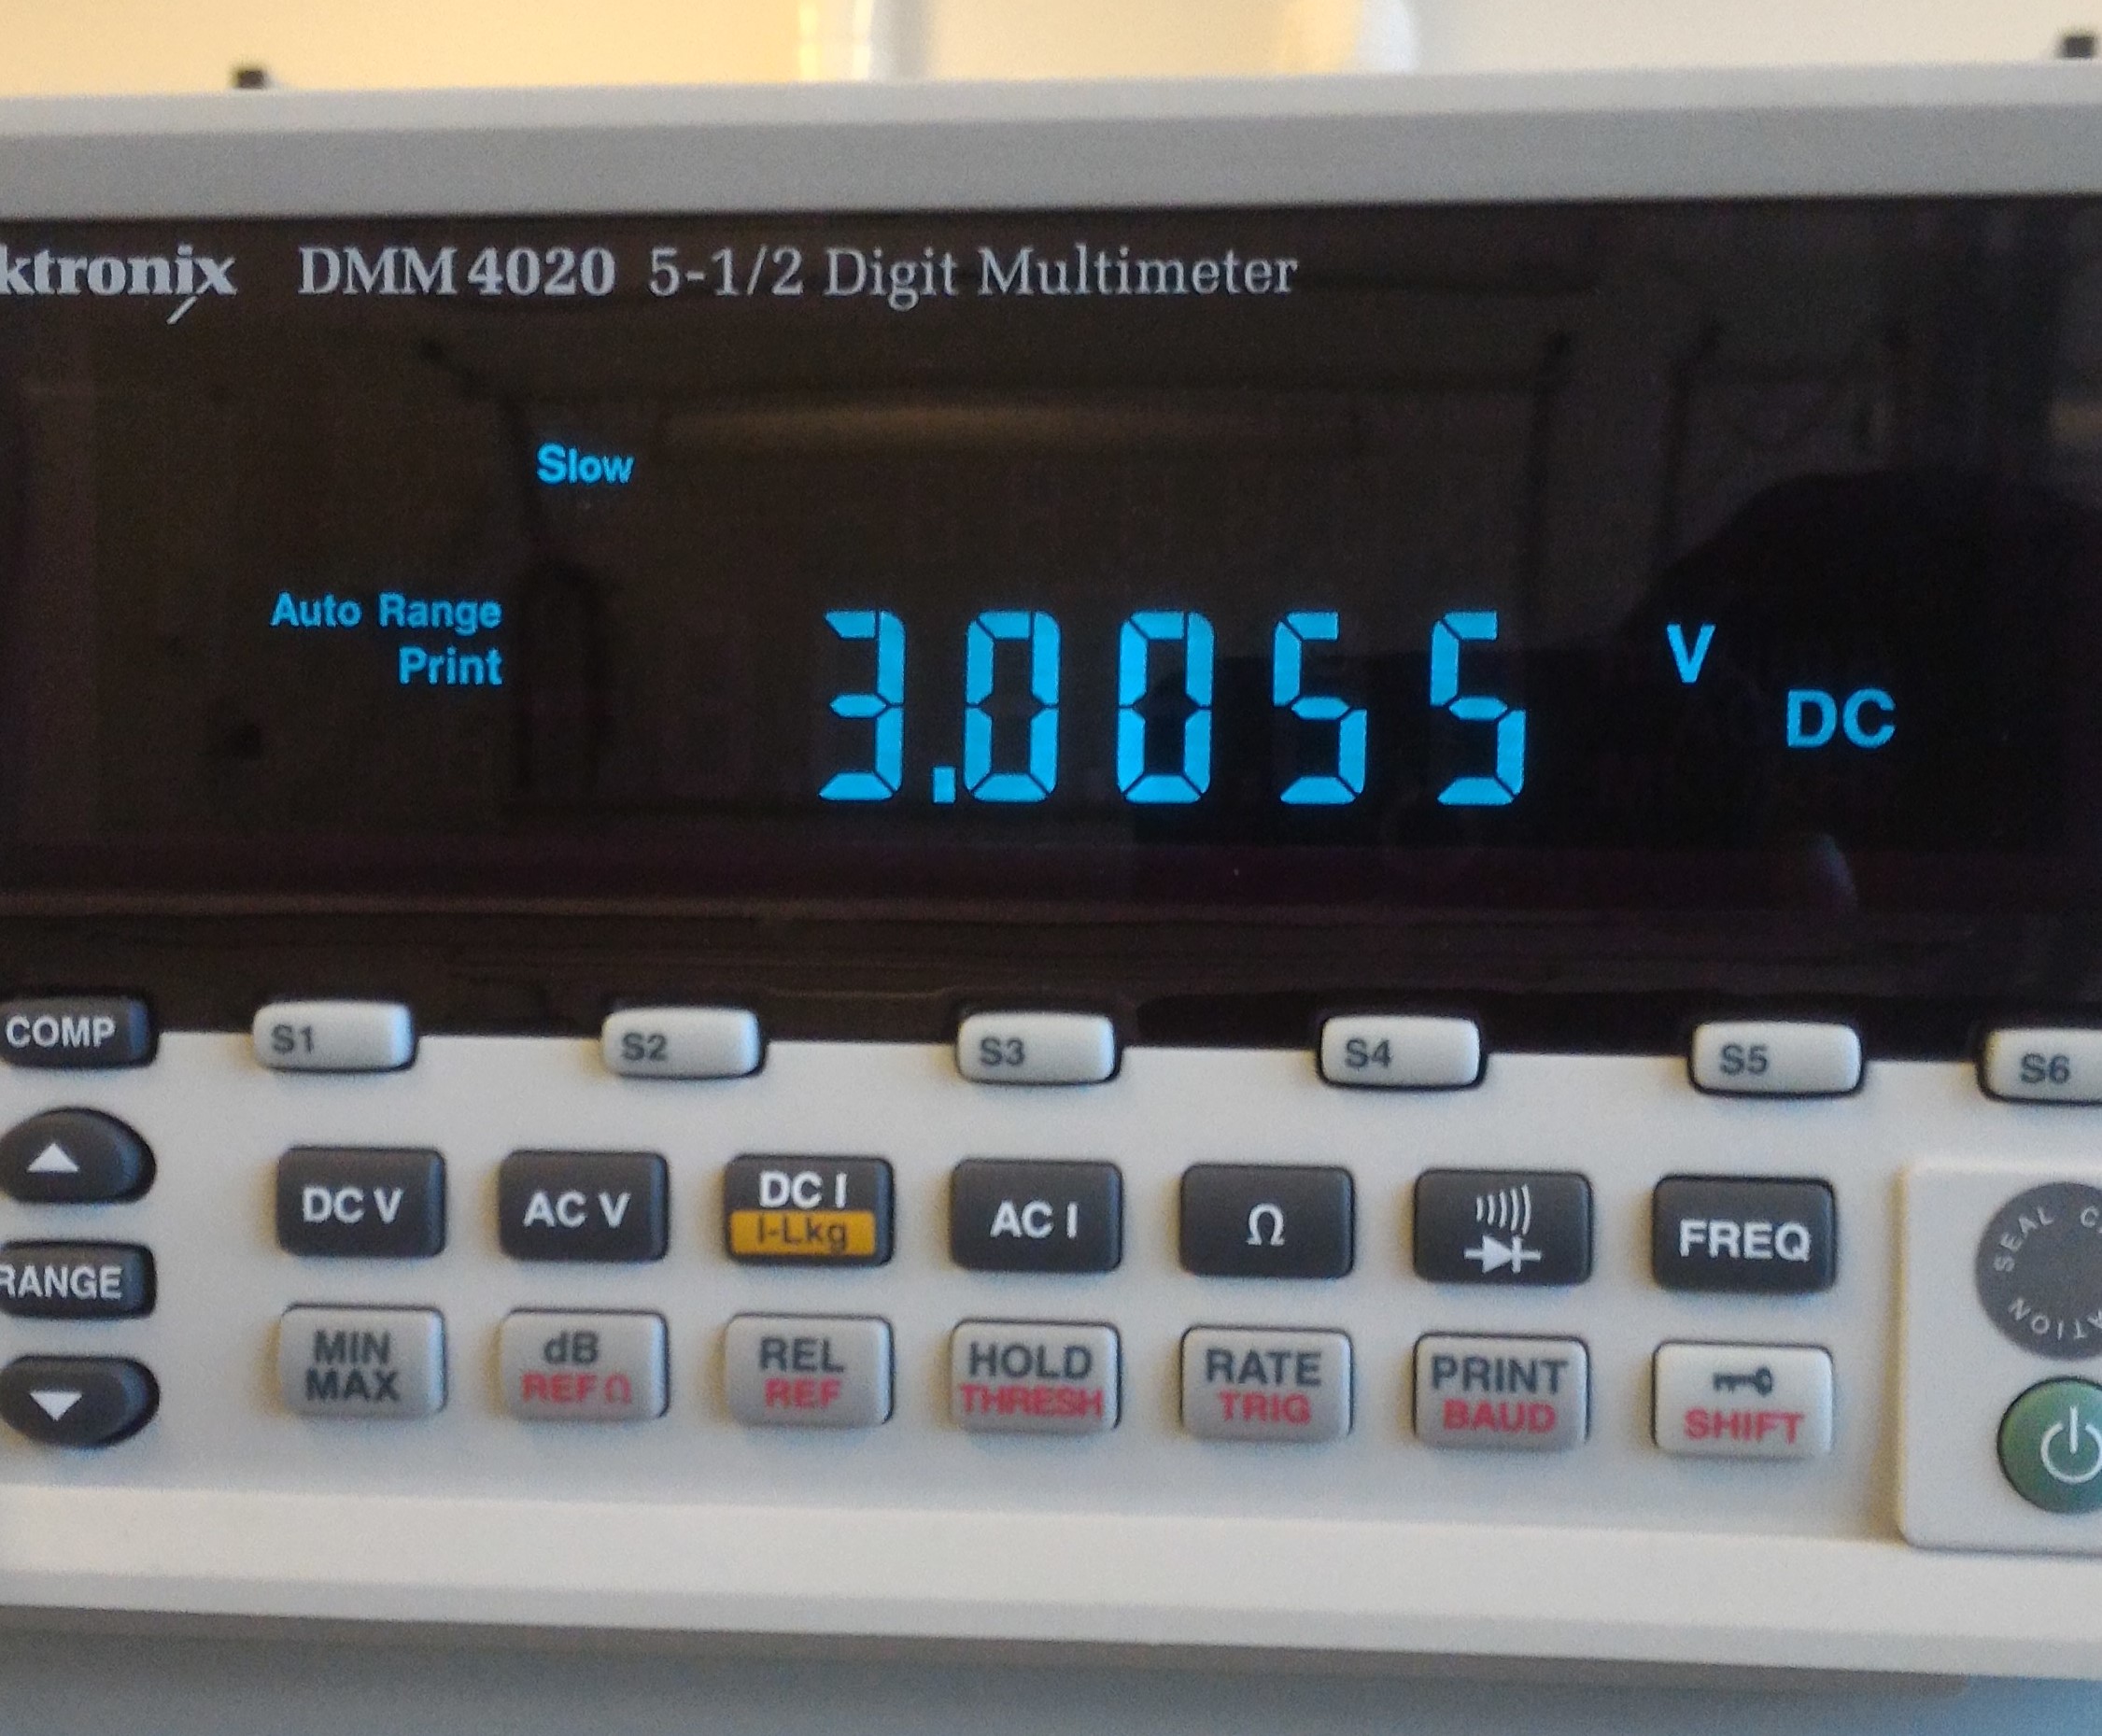 ktronix DMM 4020 5-1/2 Digit Multimeter
Slow
Auto Range
Print
3.0055 V DC
COMP
S1 S2 S3 S4 S5 S6
DC V AC V DC I I-Lkg AC I Ω FREQ
RANGE
MIN MAX
dB REF Ω
REL REF
HOLD THRESH
RATE TRIG
PRINT BAUD
SHIFT
SEAL